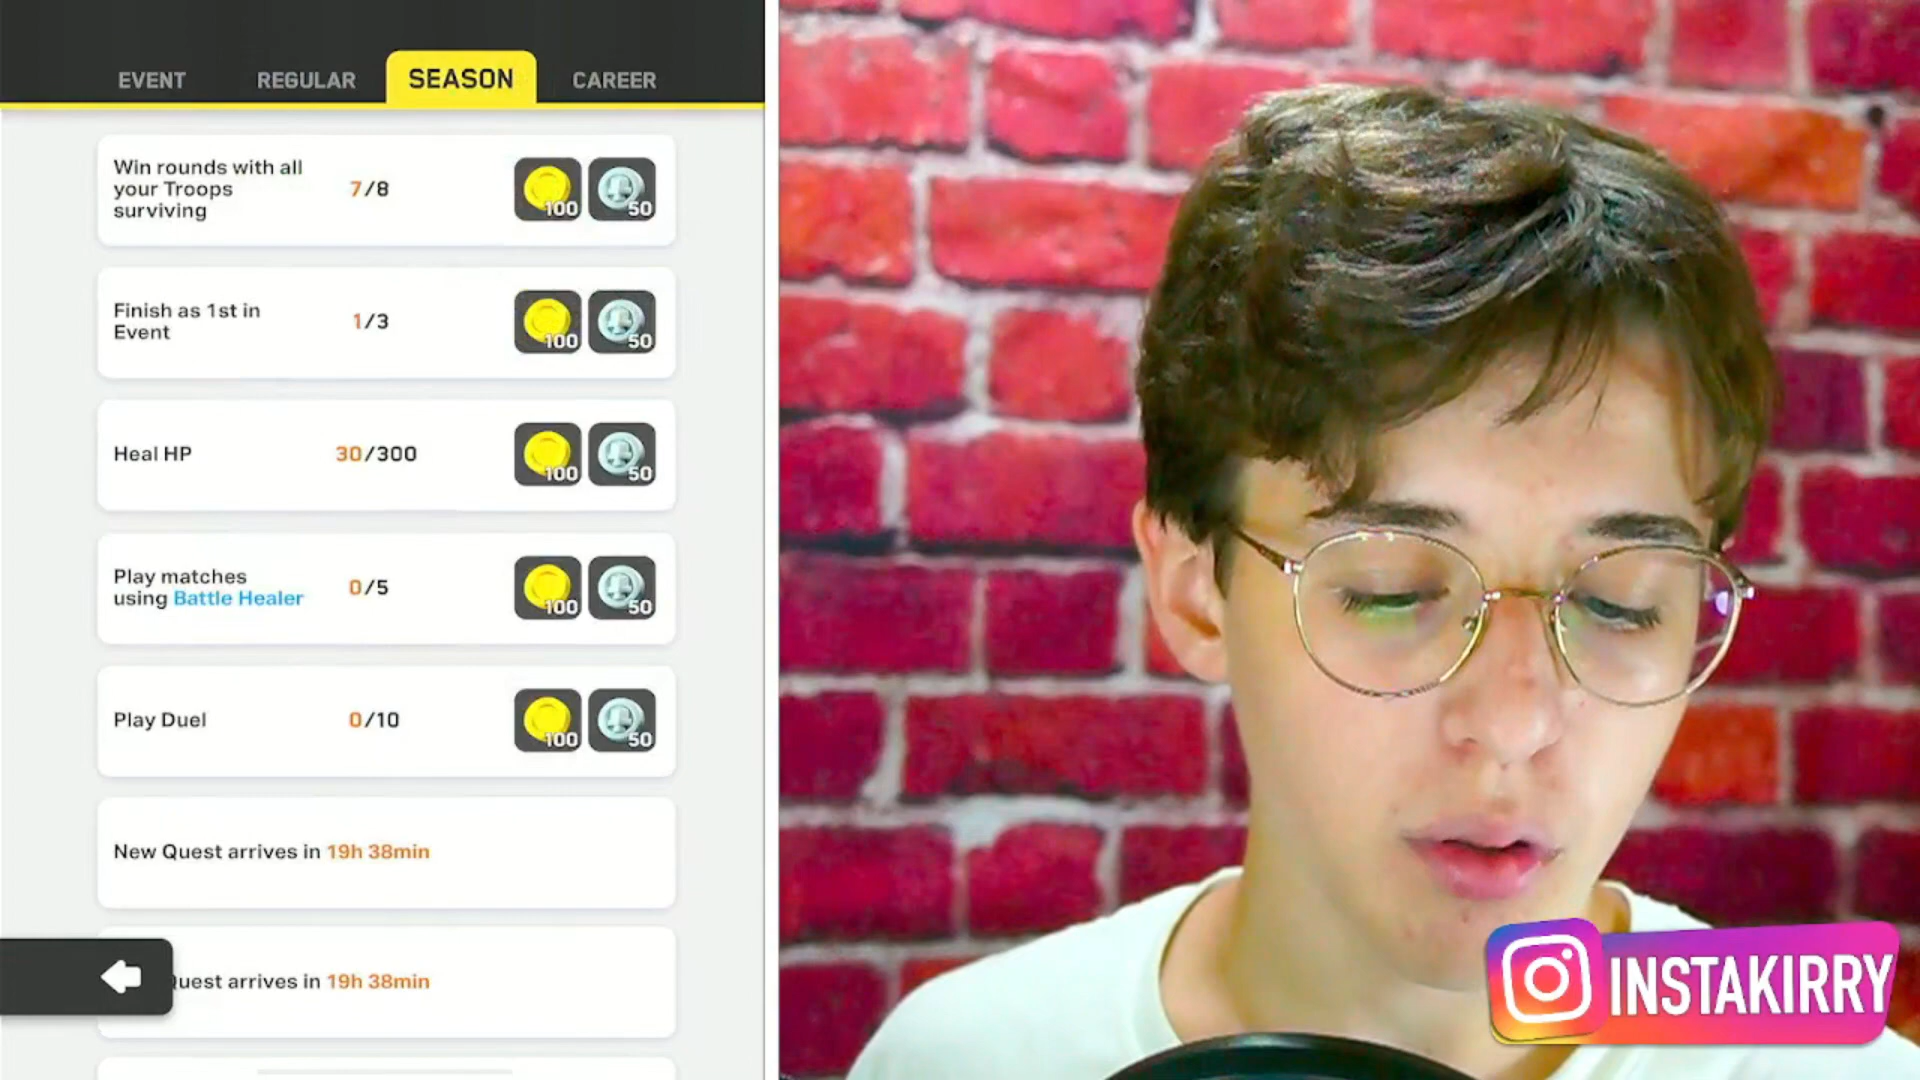 EVENT REGULAR SEASON CAREER
Win rounds with all
your Troops
surviving
7/8
100 50
Finish as 1st in
Event
1/3
100 50
Heal HP 30/300
100 50
Play matches
using Battle Healer
0/5
100 50
Play Duel 0/10
100 50
New Quest arrives in 19h 38min
uest arrives in 19h 38min
INSTAKIRRY